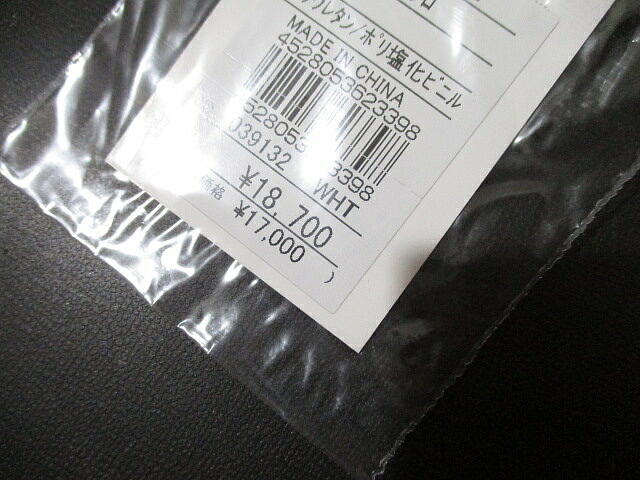 ウレタン/ポリ塩化ビニル
MADE IN CHINA
4528053623398
039132 WHT
¥18,700
価格 ¥17,000 )